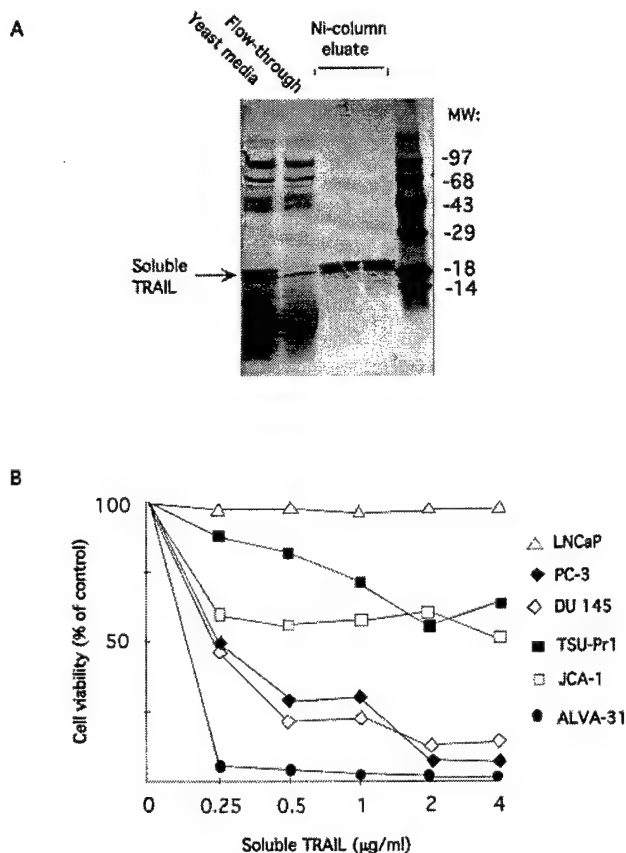 A
Yeast media
Flow-through
Ni-column
eluate
MW:
-97
-68
-43
-29
-18
-14
Soluble
TRAIL
B
100
50
Cell viability (% of control)
LNCaP
PC-3
DU 145
TSU-Pr1
JCA-1
ALVA-31
0 0.25 0.5 1 2 4
Soluble TRAIL (μg/ml)